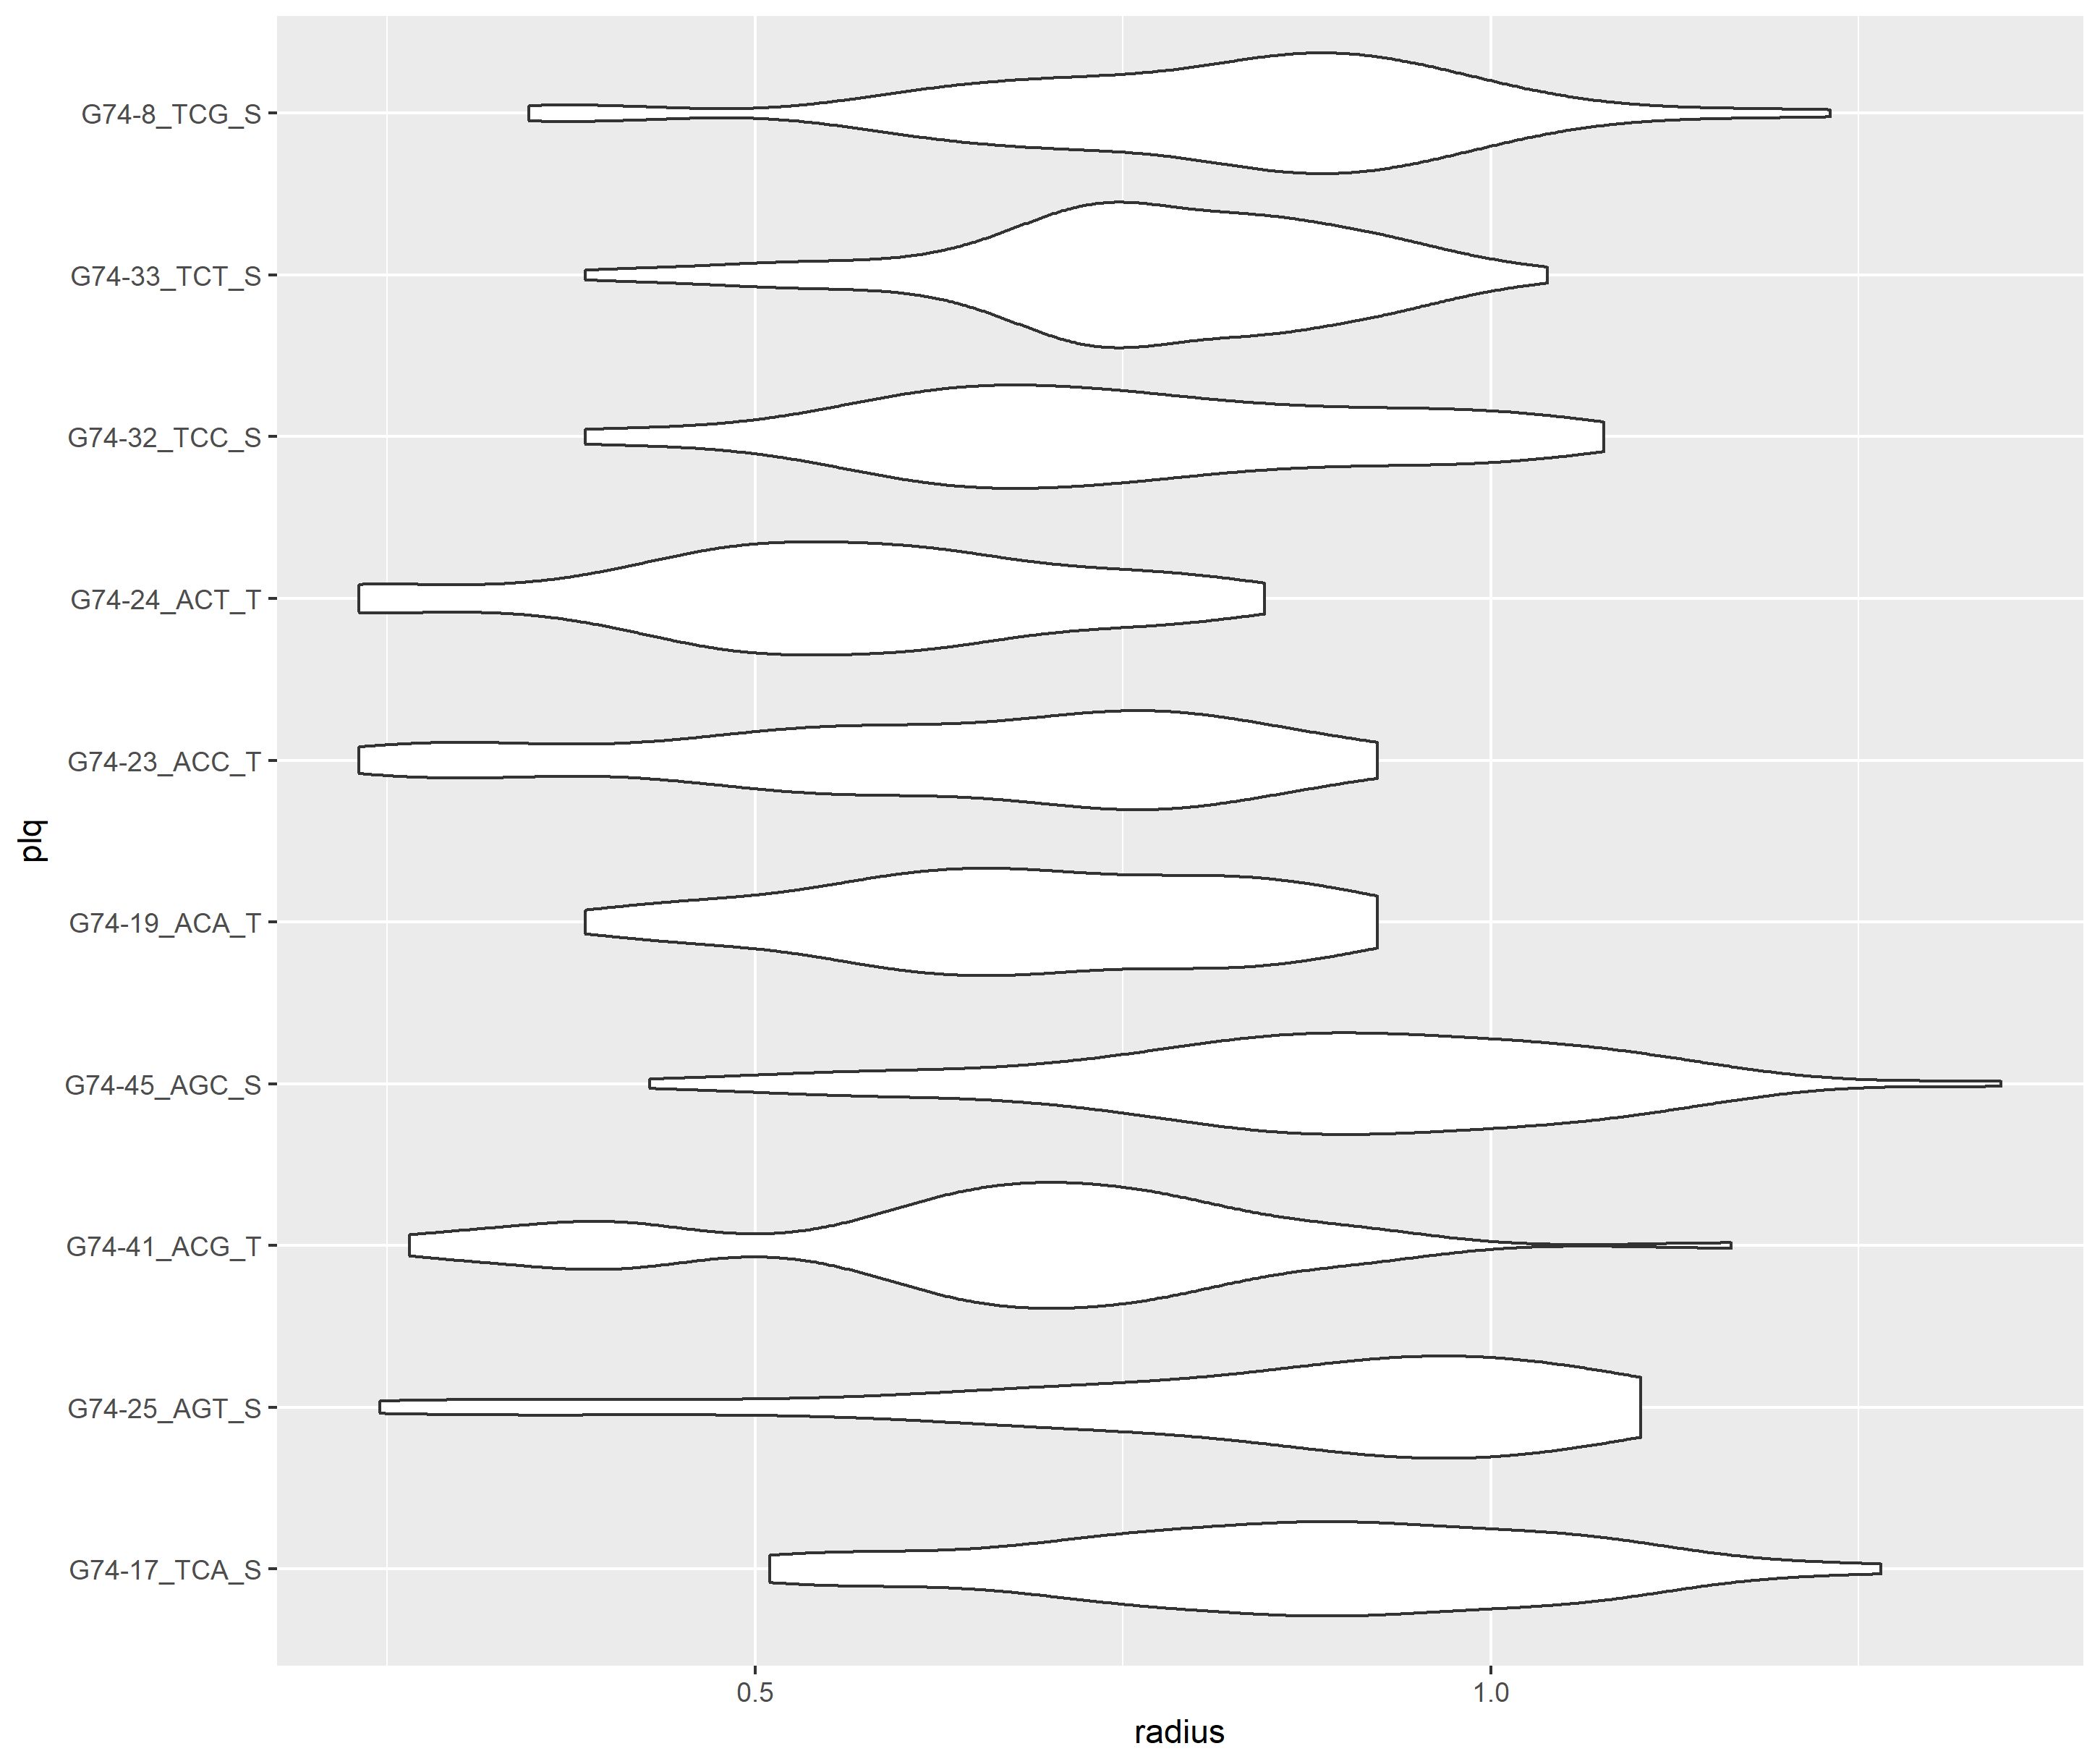 G74-8_TCG_S
G74-33_TCT_S
G74-32_TCC_S
G74-24_ACT_T
G74-23_ACC_T
plq
G74-19_ACA_T
G74-45_AGC_S
G74-41_ACG_T
G74-25_AGT_S
G74-17_TCA_S
0.5 1.0
radius